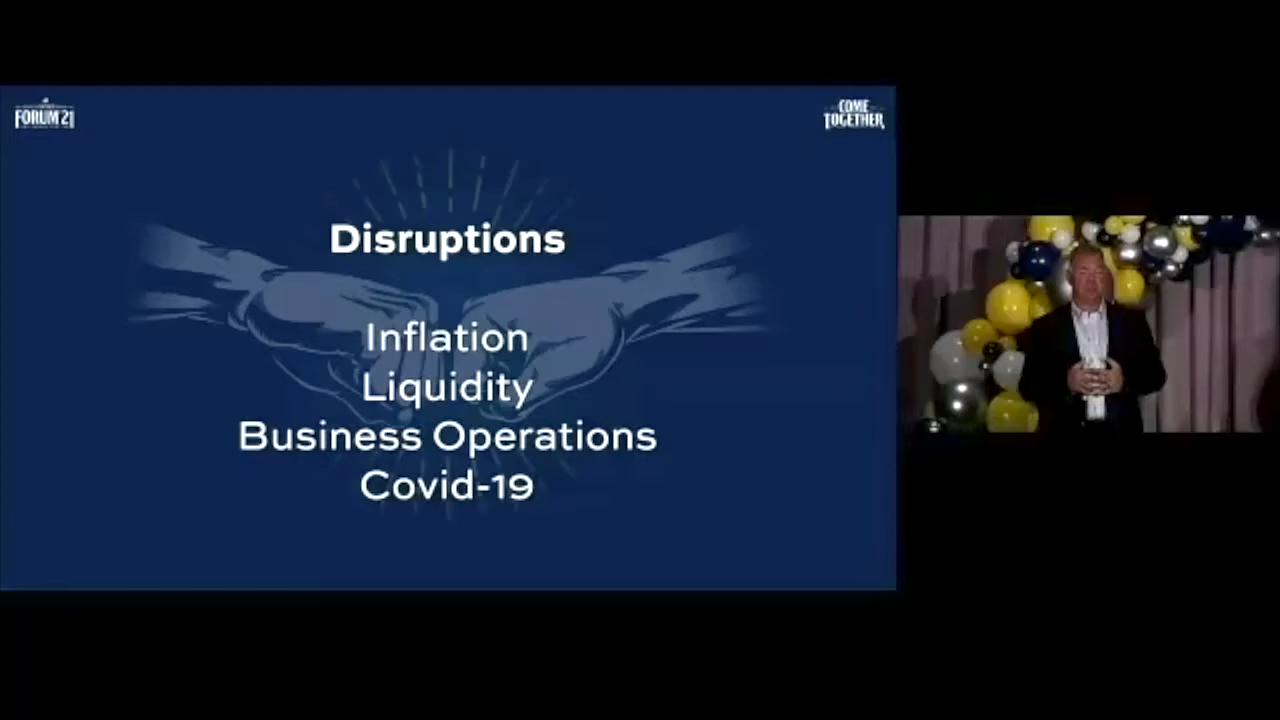 FORUM 21
COME
TOGETHER
Disruptions
Inflation
Liquidity
Business Operations
Covid-19